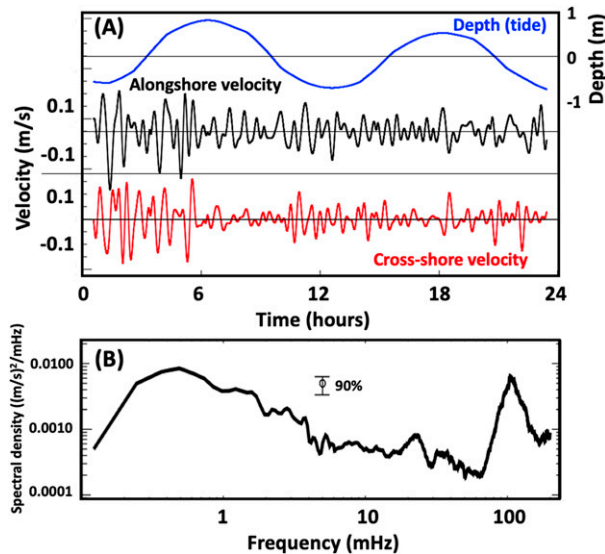 (A)
Depth (tide)
1
0
-1
Depth (m)
Alongshore velocity
0.1
-0.1
0.1
-0.1
Velocity (m/s)
Cross-shore velocity
0 6 12 18 24
Time (hours)
(B)
0.0100
0.0010
0.0001
Spectral density ((m/s)²/mHz)
90%
1 10 100
Frequency (mHz)